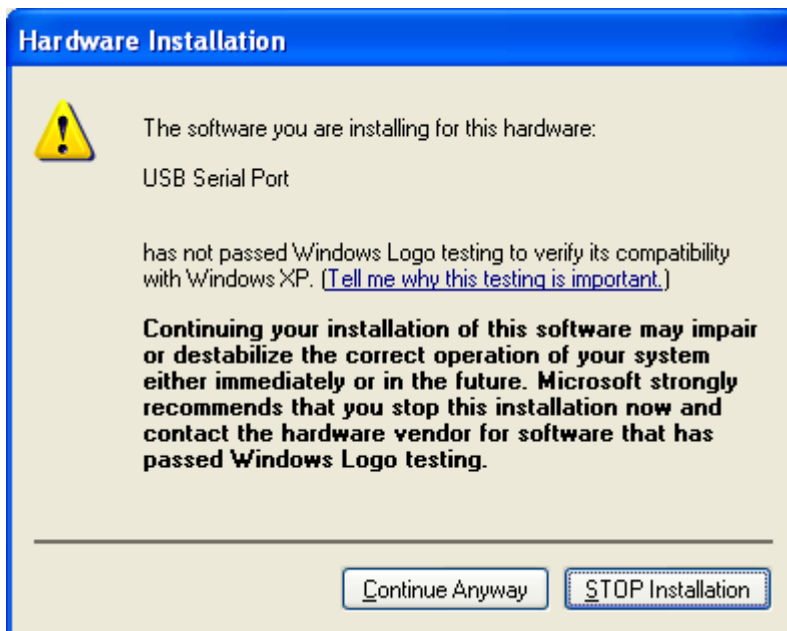 Hardware Installation
The software you are installing for this hardware:
USB Serial Port
has not passed Windows Logo testing to verify its compatibility
with Windows XP. (Tell me why this testing is important.)
Continuing your installation of this software may impair
or destabilize the correct operation of your system
either immediately or in the future. Microsoft strongly
recommends that you stop this installation now and
contact the hardware vendor for software that has
passed Windows Logo testing.
Continue Anyway
STOP Installation